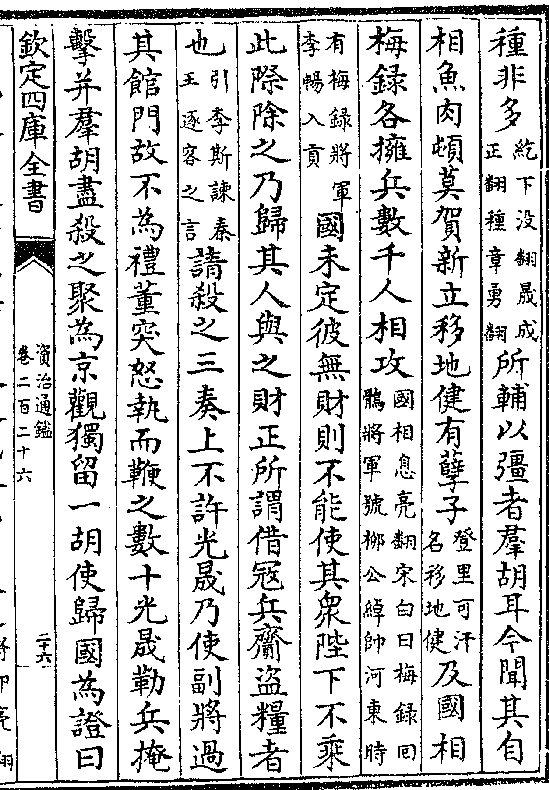 種非多紇下没翻晟成正翻種章勇翻所輔以彊者羣胡耳今聞其自
相魚肉頓莫賀新立移地健有孽子登里可汗名移地健及國相
梅録各擁兵數千人相攻國相息亮翻宋白曰梅録回鶻將軍號栁公綽帥河東時
有梅録將軍李暢入貢國未定彼無財則不能使其衆陛下不乘
此際除之乃歸其人與之財正所謂借寇兵齎盗糧者
也引李斯諫秦王逐客之言請殺之三奏上不許光晟乃使副將過
其館門故不為禮董突怒執而鞭之數十光晟勒兵掩
擊并羣胡盡殺之聚為京觀獨留一胡使歸國為證曰
欽定四庫全書
資治通鑑
卷二百二十六
二十六